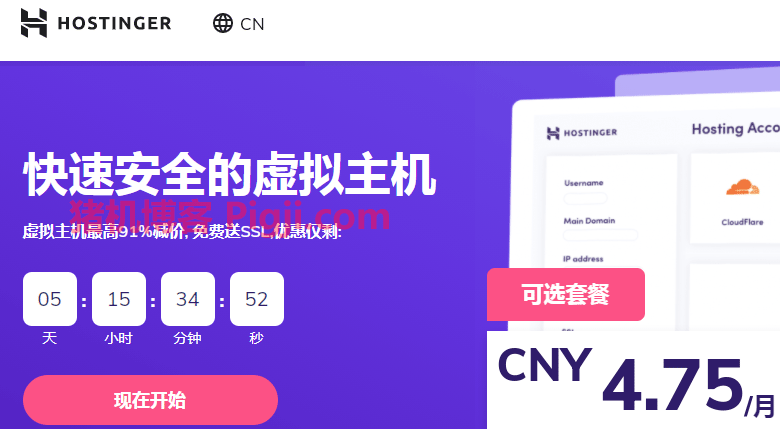 HOSTINGER
CN
快速安全的虚拟主机
猪机博客 Pigji.com
虚拟主机最高91%减价, 免费送SSL,优惠仅剩:
05 : 15 : 34 : 52
天 小时 分钟 秒
现在开始
HOSTINGER
Hosting Acco
Username
CloudFlare
Main Domain
IP address
可选套餐
CNY 4.75/月